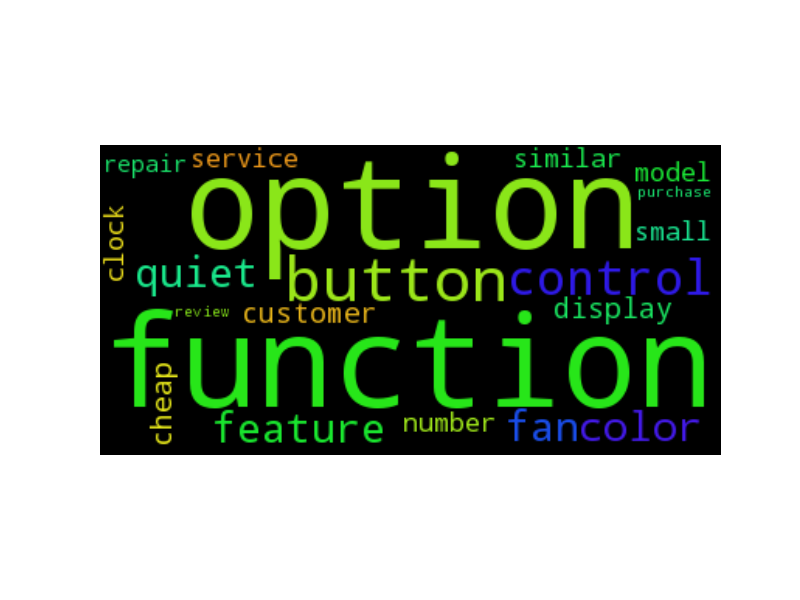 repair service similar model
purchase
option
clock small
quiet button control
review customer display
function
cheap
feature number fan color